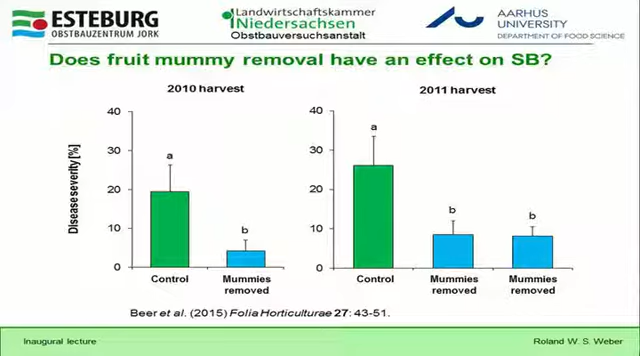 ESTEBURG
OBSTBAUZENTRUM JORK
Landwirtschaftskammer
Niedersachsen
Obstbauversuchsanstalt
AARHUS
UNIVERSITY
DEPARTMENT OF FOOD SCIENCE
Does fruit mummy removal have an effect on SB?
2010 harvest
Disease severity [%]
40
30
20
10
0
a
b
Control
Mummies
removed
2011 harvest
40
30
20
10
0
a
b
b
Control
Mummies
removed
Mummies
removed
Beer et al. (2015) Folia Horticulturae 27: 43-51.
Inaugural lecture
Roland W. S. Weber